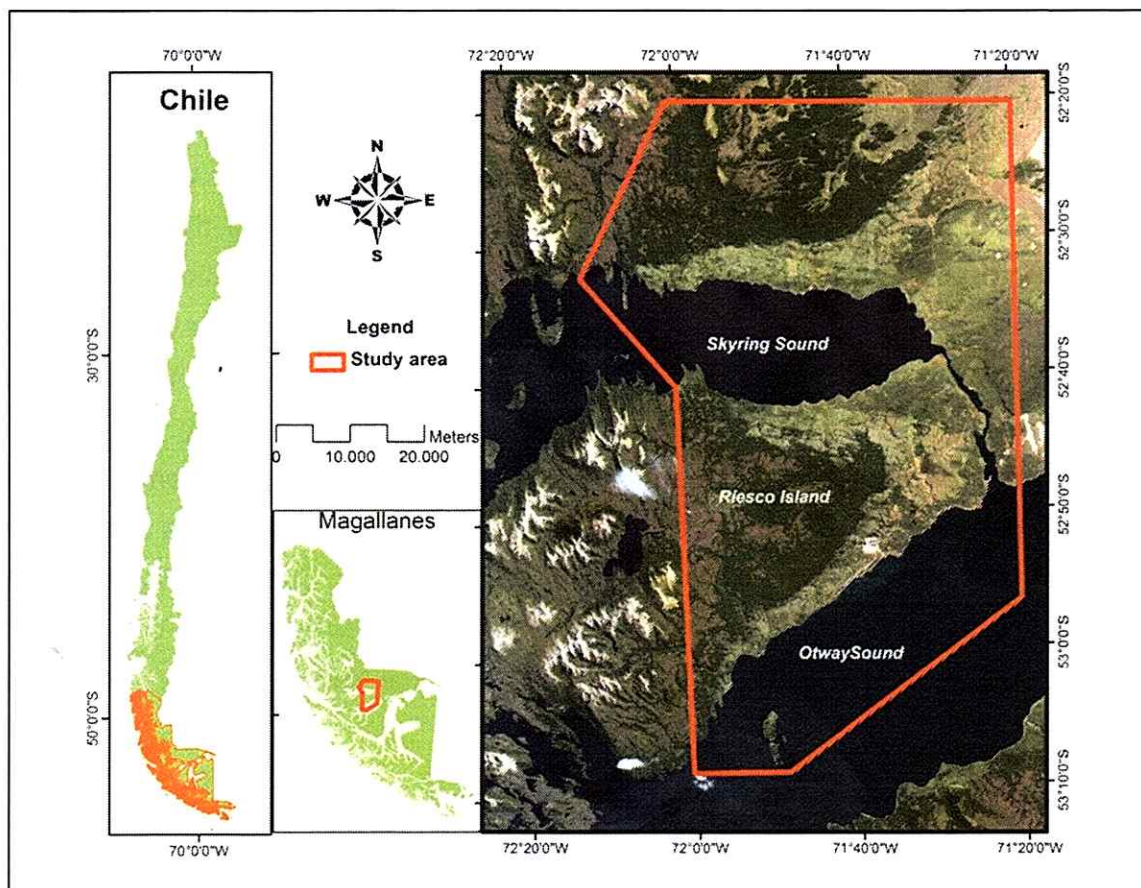 70°0'0"W
Chile
30°0'0"S
50°0'0"S
70°0'0"W
N
W E
S
Legend
Study area
Meters
0 10.000 20.000
Magallanes
72°20'0"W 72°0'0"W 71°40'0"W 71°20'0"W
52°20'0"S
52°30'0"S
Skyring Sound
52°40'0"S
Riesco Island
52°50'0"S
OtwaySound
53°0'0"S
53°10'0"S
72°20'0"W 72°0'0"W 71°40'0"W 71°20'0"W